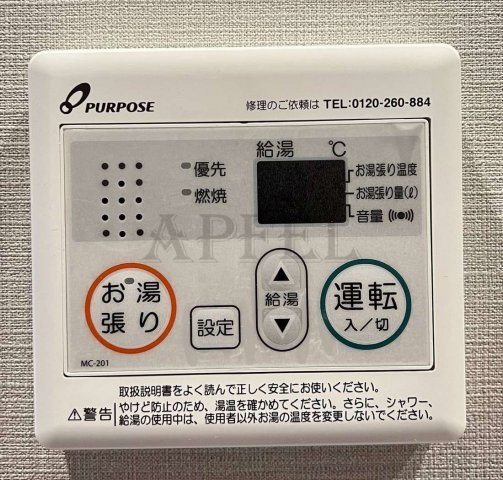 PURPOSE
修理のご依頼は TEL:0120-260-884
給湯 ℃
優先
燃焼
お湯張り温度
お湯張り量(ℓ)
音量
APFEL
お湯張り
設定
給湯
運転
入/切
MC-201
取扱説明書をよく読んで正しく安全にお使いください。
警告 やけど防止のため、湯温を確かめてください。さらに、シャワー、
給湯の使用中は、使用者以外お湯の温度を変更しないでください。